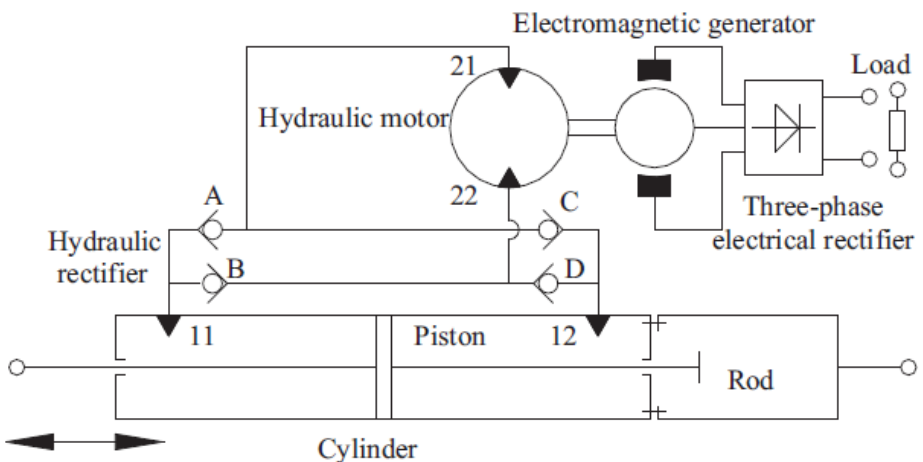 Electromagnetic generator
21
Load
Hydraulic motor
22
A
C
Three-phase
electrical rectifier
Hydraulic
rectifier
B
D
11
Piston
12
Rod
Cylinder